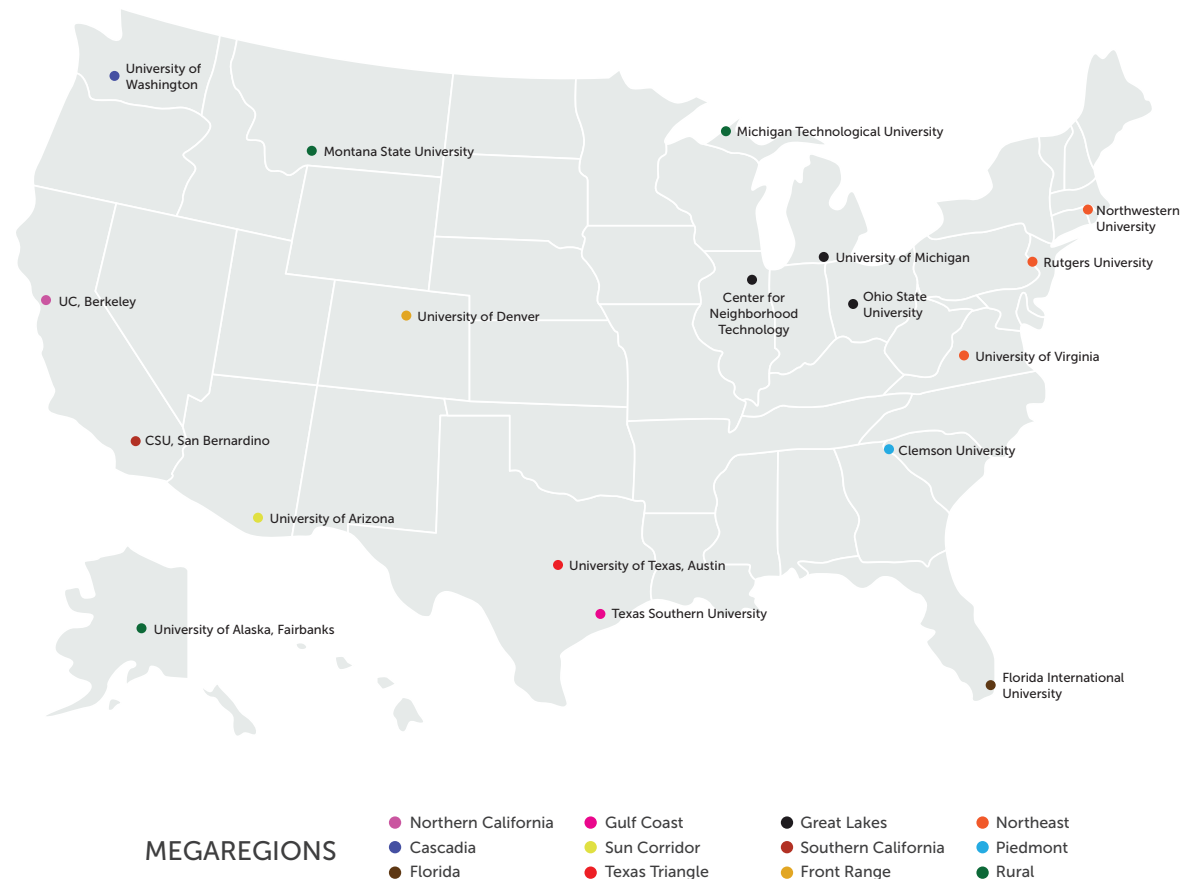 University of
Washington
Michigan Technological University
Montana State University
Northwestern
University
University of Michigan
Rutgers University
Center for
Neighborhood
Technology
Ohio State
University
UC, Berkeley
University of Denver
University of Virginia
CSU, San Bernardino
Clemson University
University of Arizona
University of Texas, Austin
Texas Southern University
University of Alaska, Fairbanks
Florida International
University
MEGAREGIONS
Northern California
Cascadia
Florida
Gulf Coast
Sun Corridor
Texas Triangle
Great Lakes
Southern California
Front Range
Northeast
Piedmont
Rural